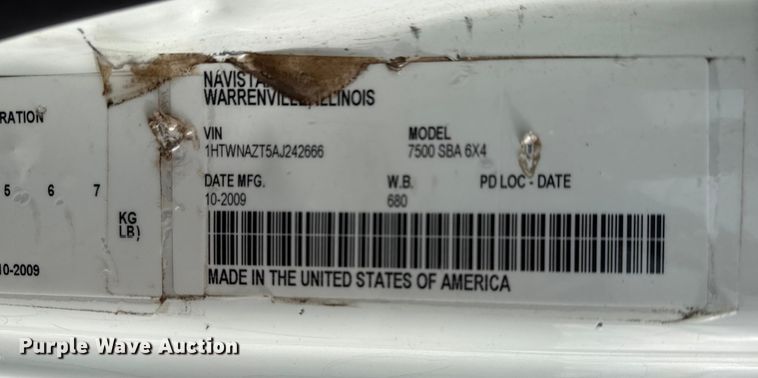 RATION
5 6 7
KG
LB)
10-2009
WARRENVILLE, ILLINOIS
VIN MODEL
1HTWNAZT5AJ242666 7500 SBA 6X4
DATE MFG. W.B. PD LOC - DATE
10-2009 680
MADE IN THE UNITED STATES OF AMERICA
Purple Wave Auction